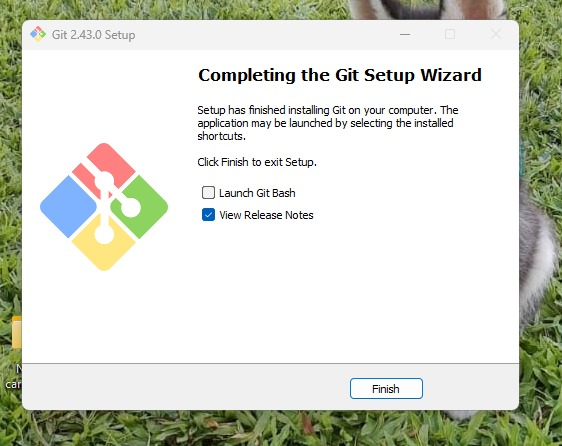 Git 2.43.0 Setup
Completing the Git Setup Wizard
Setup has finished installing Git on your computer. The
application may be launched by selecting the installed
shortcuts.
Click Finish to exit Setup.
Launch Git Bash
View Release Notes
Finish